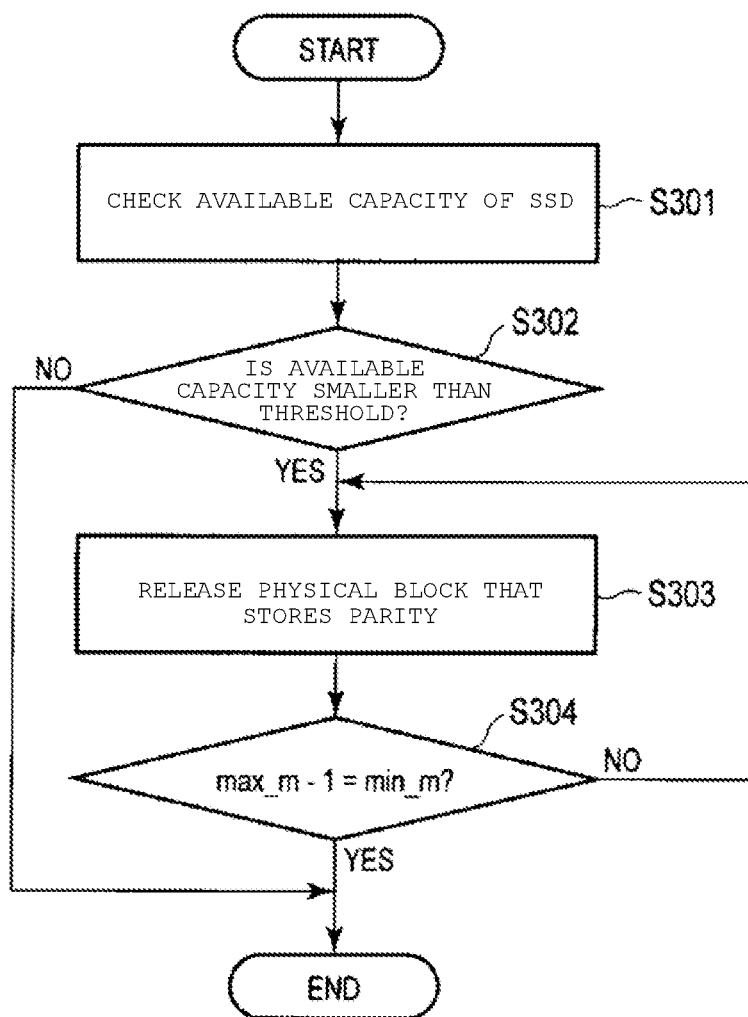 START
CHECK AVAILABLE CAPACITY OF SSD
S301
S302
NO
IS AVAILABLE
CAPACITY SMALLER THAN
THRESHOLD?
YES
RELEASE PHYSICAL BLOCK THAT
STORES PARITY
S303
S304
NO
max_m - 1 = min_m?
YES
END